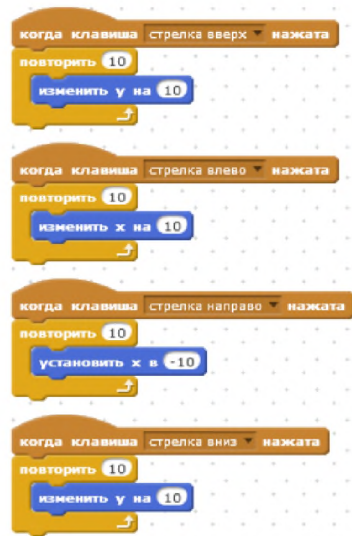 когда клавиша стрелка вверх нажата
повторить 10
изменить y на 10
когда клавиша стрелка влево нажата
повторить 10
изменить x на 10
когда клавиша стрелка направо нажата
повторить 10
установить x в -10
когда клавиша стрелка вниз нажата
повторить 10
изменить y на 10